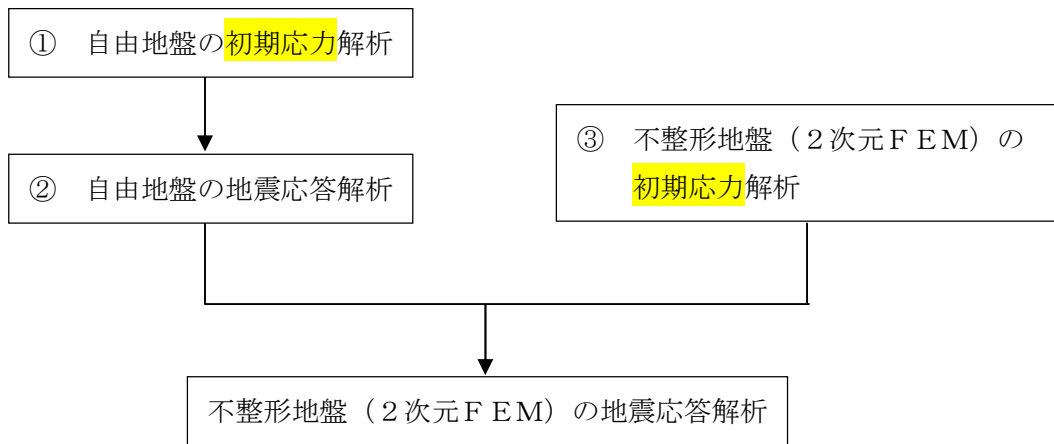 ① 自由地盤の初期応力解析
② 自由地盤の地震応答解析
③ 不整形地盤（２次元ＦＥＭ）の
初期応力解析
不整形地盤（２次元ＦＥＭ）の地震応答解析